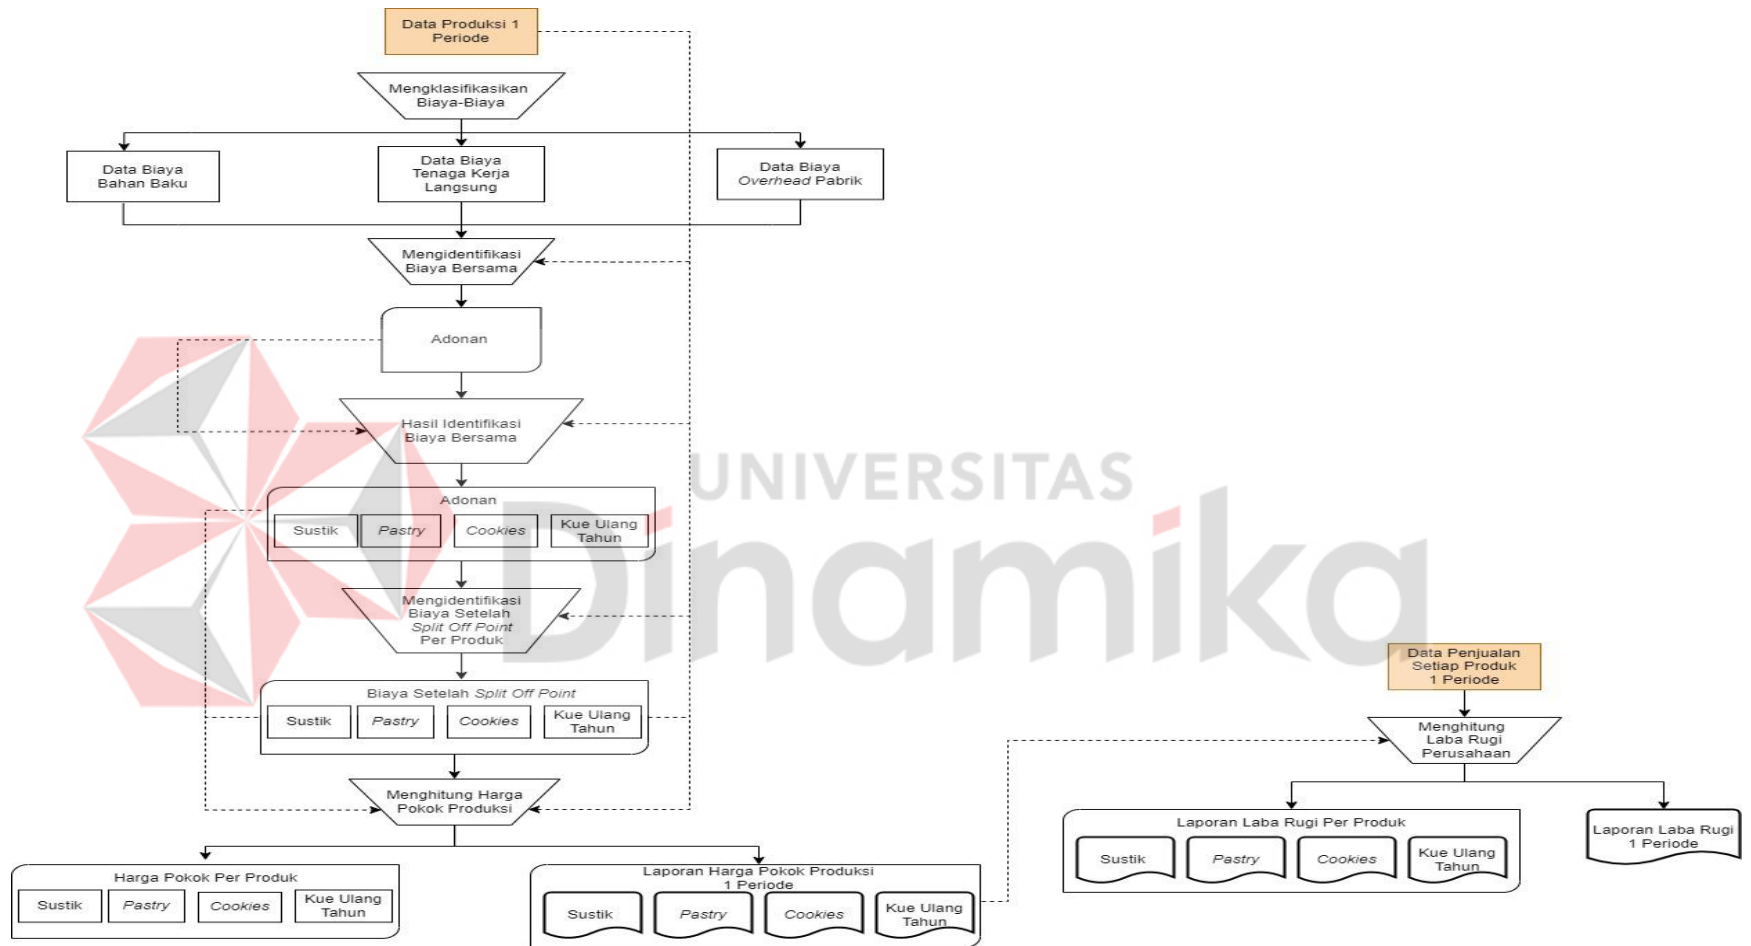 Data Produksi 1
Periode
Mengklasifikasikan
Biaya-Biaya
Data Biaya
Bahan Baku
Data Biaya
Tenaga Kerja
Langsung
Data Biaya
Overhead Pabrik
Mengidentifikasi
Biaya Bersama
Adonan
Hasil Identifikasi
Biaya Bersama
UNIVERSITAS
Dinamika
Adonan
Sustik
Pastry
Cookies
Kue Ulang
Tahun
Mengidentifikasi
Biaya Setelah
Split Off Point
Per Produk
Biaya Setelah Split Off Point
Sustik
Pastry
Cookies
Kue Ulang
Tahun
Menghitung Harga
Pokok Produksi
Harga Pokok Per Produk
Sustik
Pastry
Cookies
Kue Ulang
Tahun
Laporan Harga Pokok Produksi
1 Periode
Sustik
Pastry
Cookies
Kue Ulang
Tahun
Data Penjualan
Setiap Produk
1 Periode
Menghitung
Laba Rugi
Perusahaan
Laporan Laba Rugi Per Produk
Sustik
Pastry
Cookies
Kue Ulang
Tahun
Laporan Laba Rugi
1 Periode